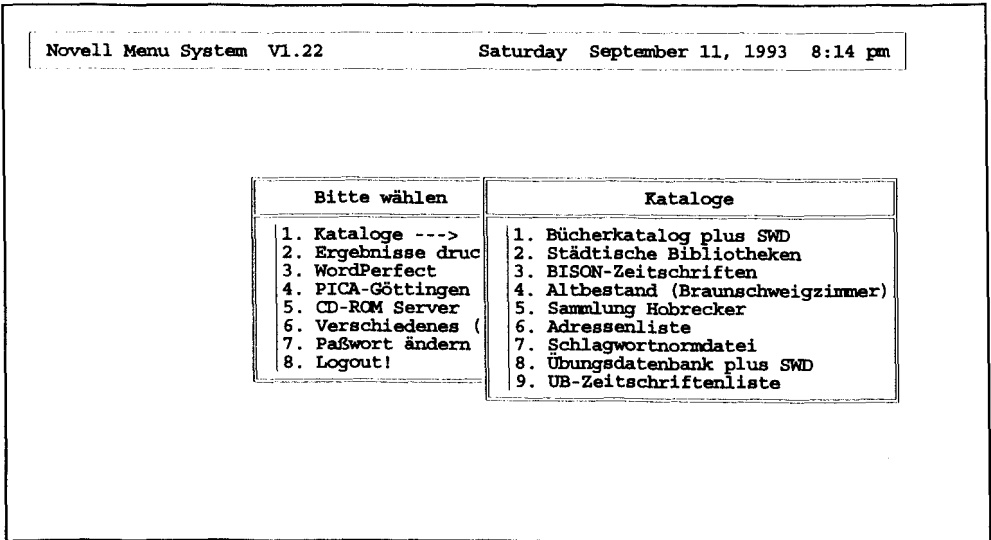 Novell Menu System V1.22 Saturday September 11, 1993 8:14 pm
Bitte wählen
1. Kataloge --->
2. Ergebnisse druc
3. WordPerfect
4. PICA-Göttingen
5. CD-ROM Server
6. Verschiedenes (
7. Paßwort ändern
8. Logout!
Kataloge
1. Bücherkatalog plus SWD
2. Städtische Bibliotheken
3. BISON-Zeitschriften
4. Altbestand (Braunschweigzimmer)
5. Sammlung Hobrecker
6. Adressenliste
7. Schlagwortnormdatei
8. Übungsdatenbank plus SWD
9. UB-Zeitschriftenliste